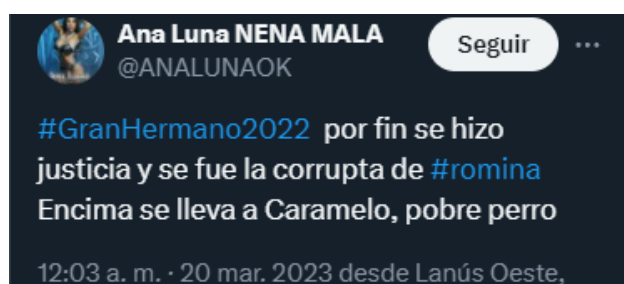 Ana Luna NENA MALA
Seguir
@ANALUNAOK
#GranHermano2022 por fin se hizo
justicia y se fue la corrupta de #romina
Encima se lleva a Caramelo, pobre perro
12:03 a. m. · 20 mar. 2023 desde Lanús Oeste,